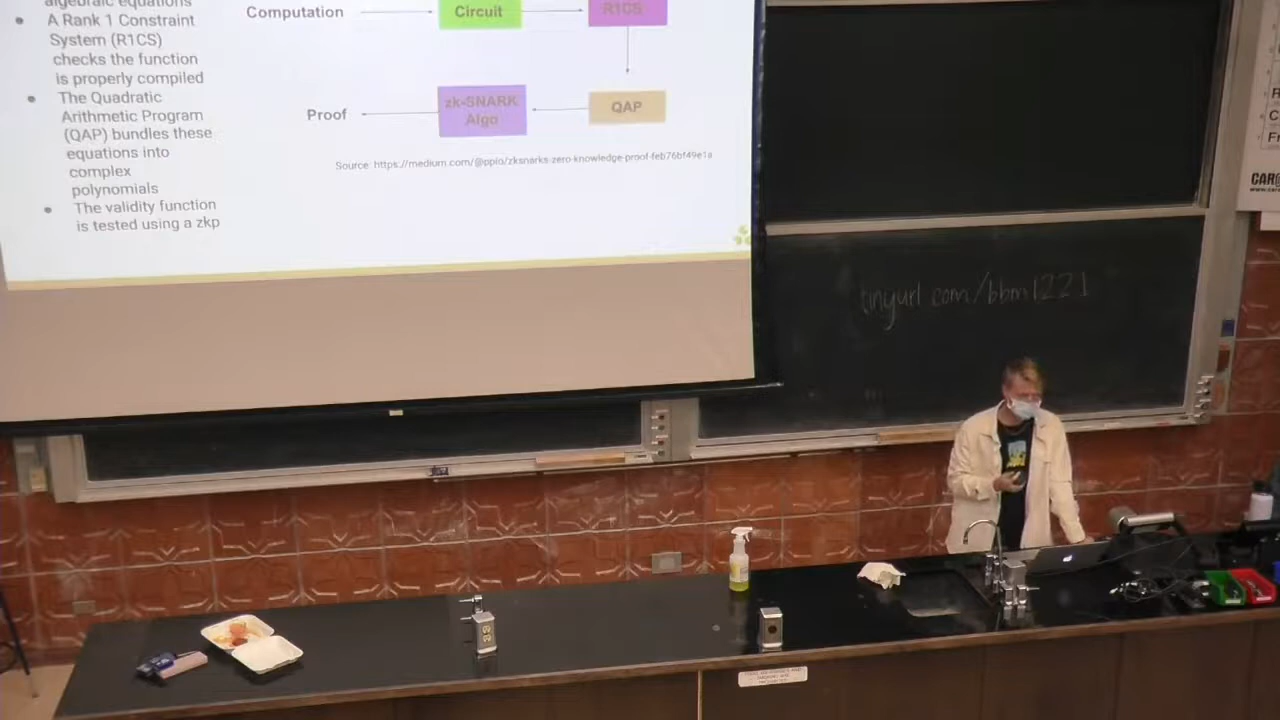 algebraic equations
A Rank 1 Constraint
System (R1CS)
checks the function
is properly compiled
The Quadratic
Arithmetic Program
(QAP) bundles these
equations into
complex
polynomials
The validity function
is tested using a zkp
Computation
Circuit
R1CS
Proof
zk-SNARK
Algo
QAP
Source: https://medium.com/@ppio/zksnarks-zero-knowledge-proof-feb76bf49e1a
tinyurl.com/bbm1221